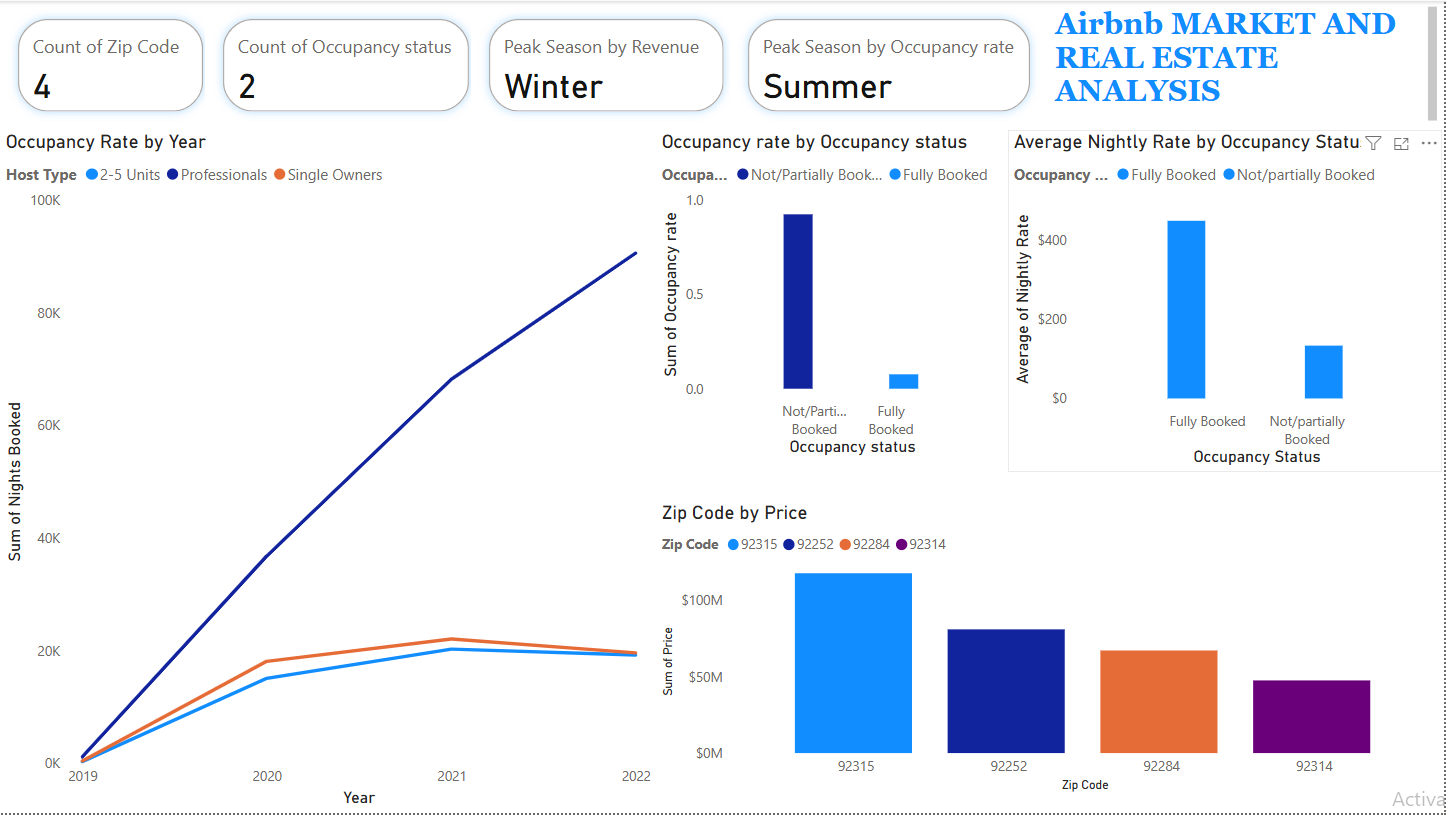 Count of Zip Code
4
Count of Occupancy status
2
Peak Season by Revenue
Winter
Peak Season by Occupancy rate
Summer
Airbnb MARKET AND
REAL ESTATE
ANALYSIS
Occupancy Rate by Year
Host Type 2-5 Units Professionals Single Owners
100K
80K
60K
40K
20K
0K
Sum of Nights Booked
2019 2020 2021 2022
Year
Occupancy rate by Occupancy status
Occupa... Not/Partially Book... Fully Booked
1.0
0.5
0.0
Sum of Occupancy rate
Not/Parti... Fully
Booked Booked
Occupancy status
Average Nightly Rate by Occupancy Statu
Occupancy ... Fully Booked Not/partially Booked
$400
$200
$0
Average of Nightly Rate
Fully Booked Not/partially
Booked
Occupancy Status
Zip Code by Price
Zip Code 92315 92252 92284 92314
$100M
$50M
$0M
Sum of Price
92315 92252 92284 92314
Zip Code
Activa